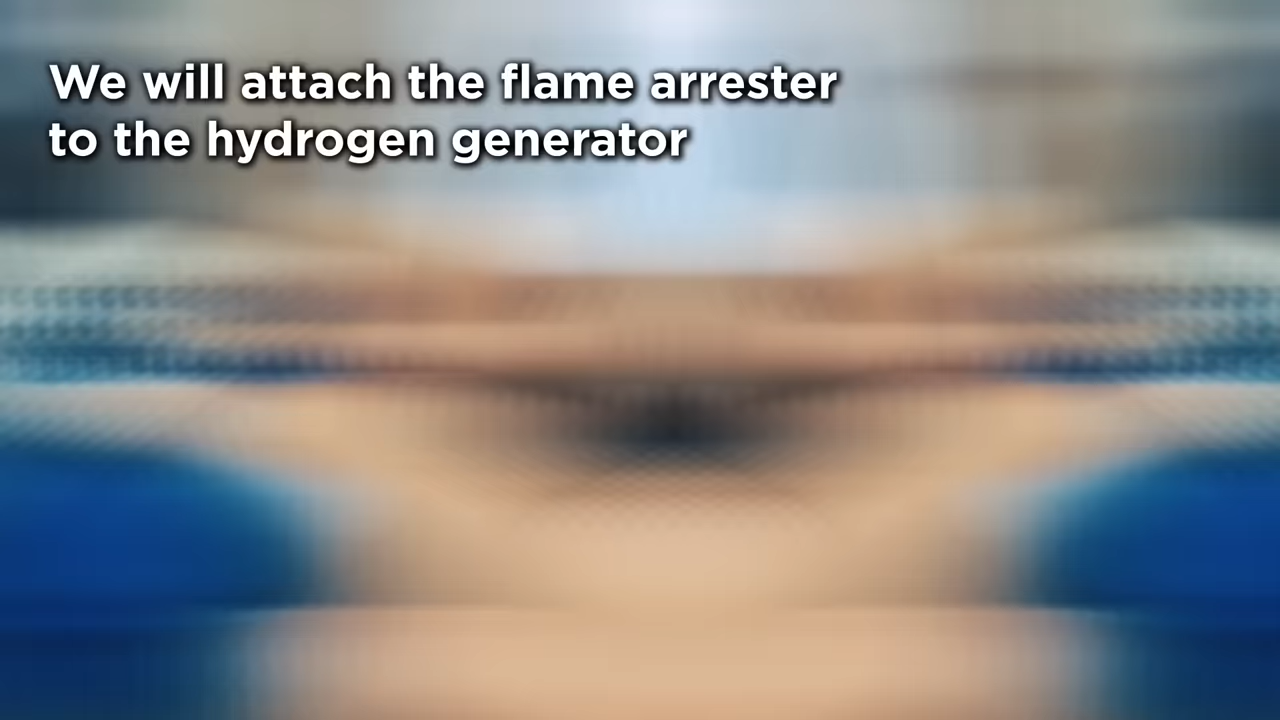 We will attach the flame arrester
to the hydrogen generator